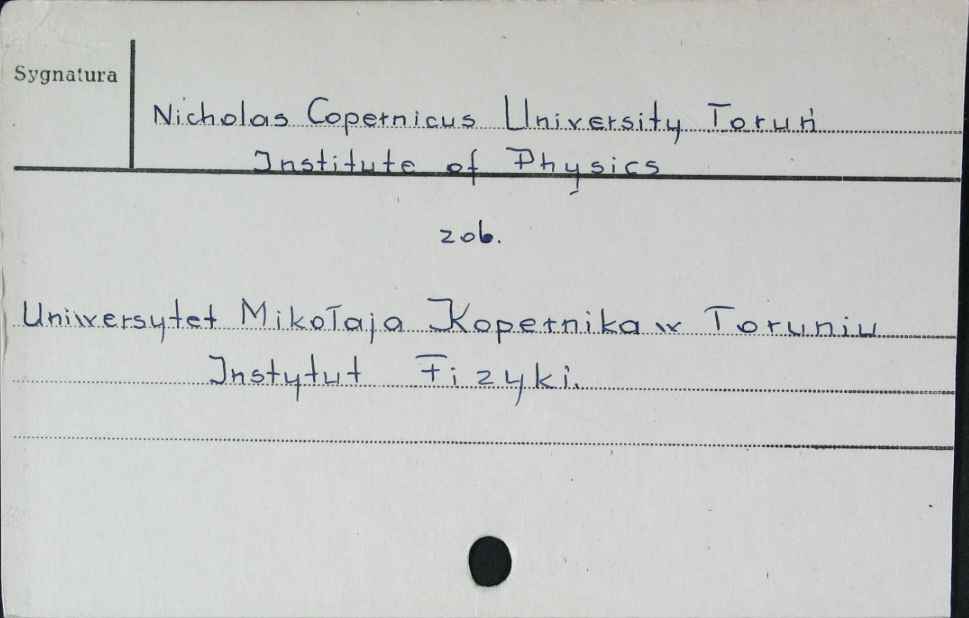 Sygnatura
Nicholas Copernicus University Toruń
Institute of Physics
zob.
Uniwersytet Mikołaja Kopernika w Toruniu
Instytut Fizyki.